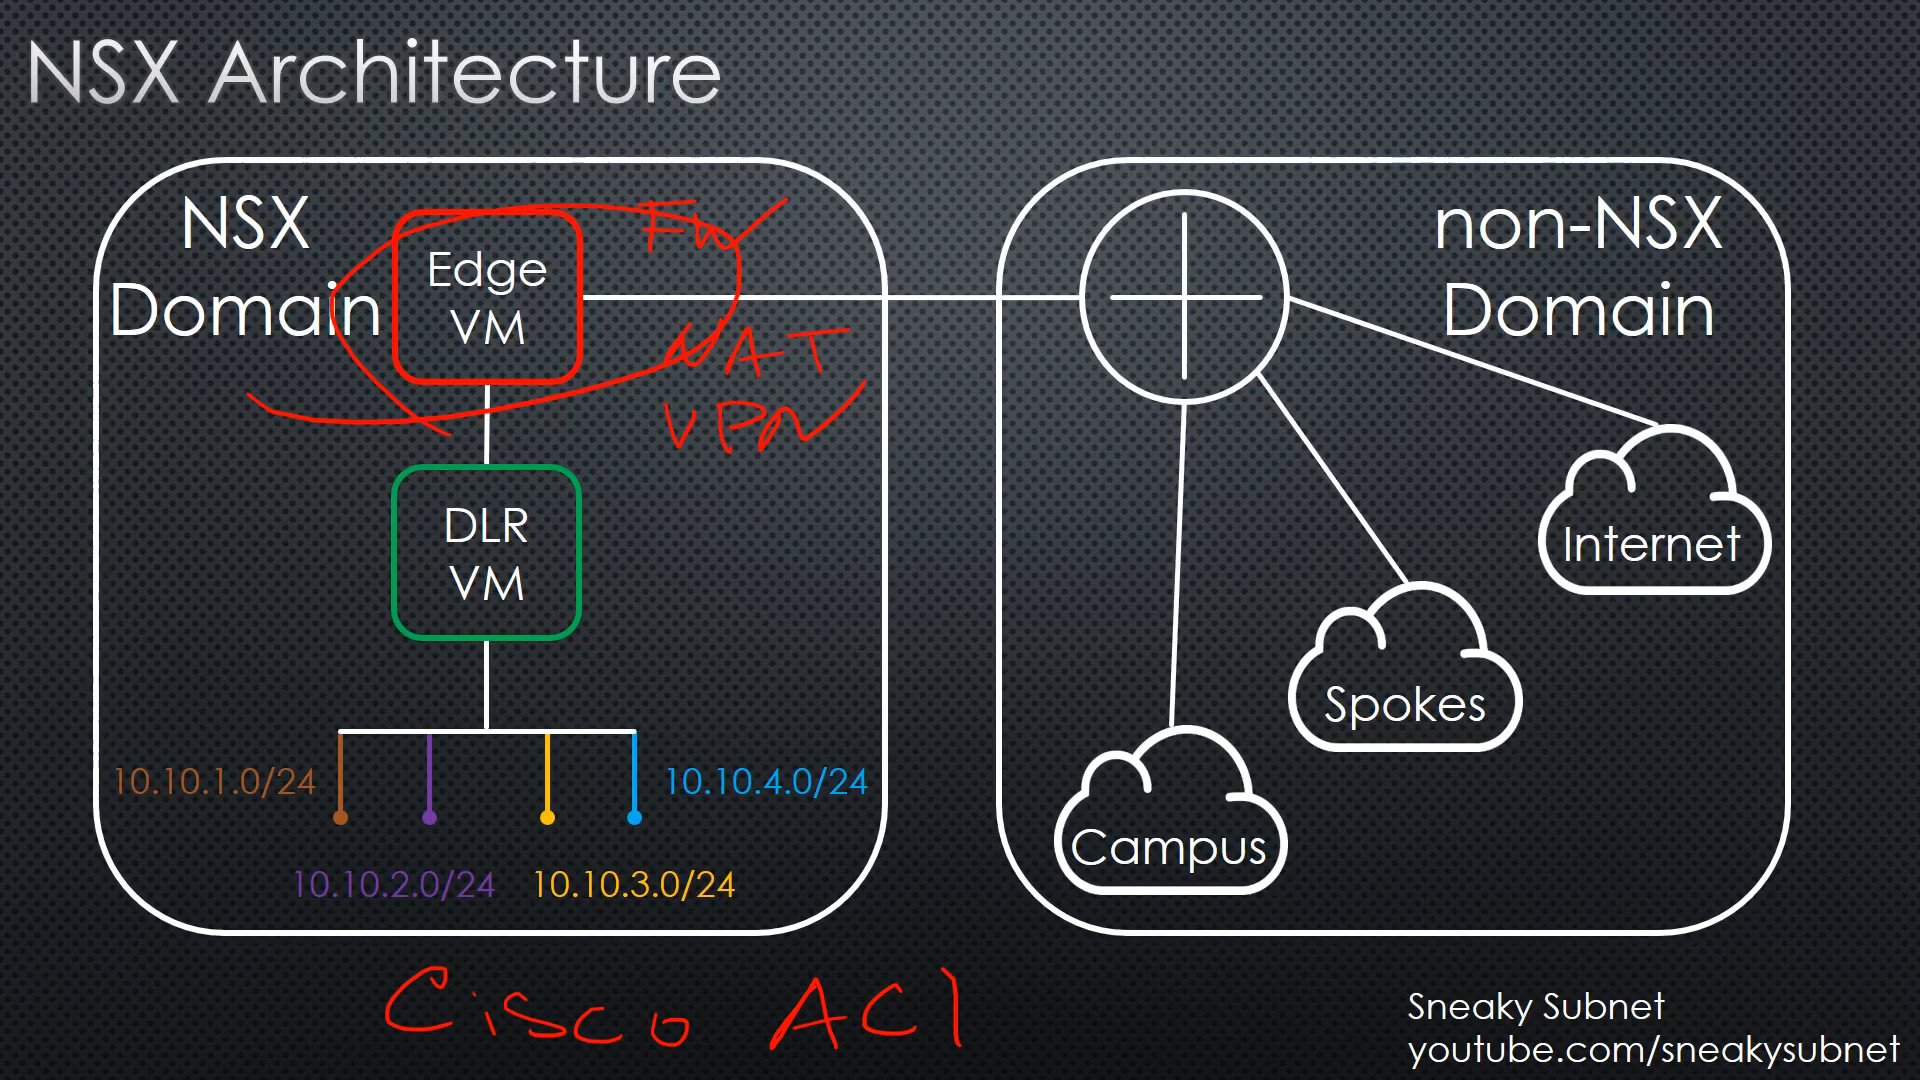 NSX Architecture
NSX
Domain
Edge
VM
FW
NAT
VPN
DLR
VM
10.10.1.0/24
10.10.2.0/24
10.10.3.0/24
10.10.4.0/24
non-NSX
Domain
Internet
Spokes
Campus
Cisco ACI
Sneaky Subnet
youtube.com/sneakysubnet